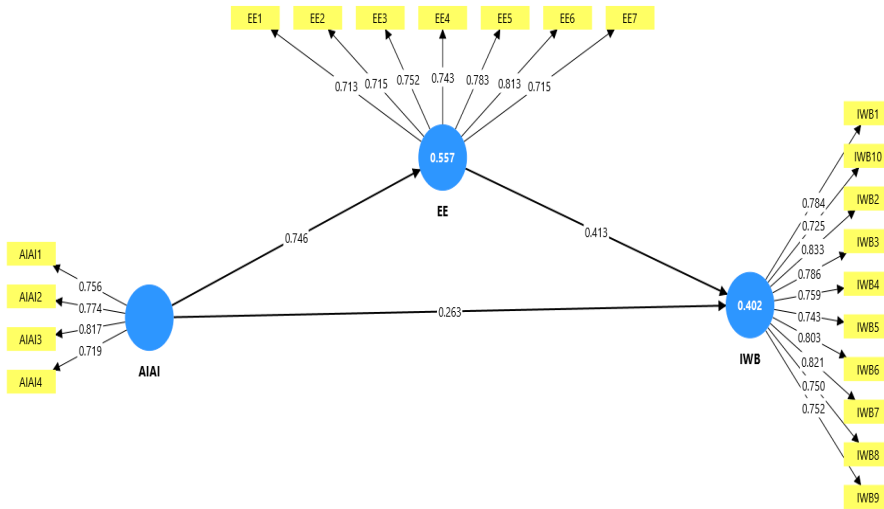 EE1 EE2 EE3 EE4 EE5 EE6 EE7
0.713 0.715 0.752 0.743 0.783 0.813 0.715
0.557
EE
0.746
0.413
0.263
AIAI1
AIAI2
AIAI3
AIAI4
0.756
0.774
0.817
0.719
AIAI
0.402
IWB
0.784
0.725
0.833
0.786
0.759
0.743
0.803
0.821
0.750
0.752
IWB1
IWB10
IWB2
IWB3
IWB4
IWB5
IWB6
IWB7
IWB8
IWB9